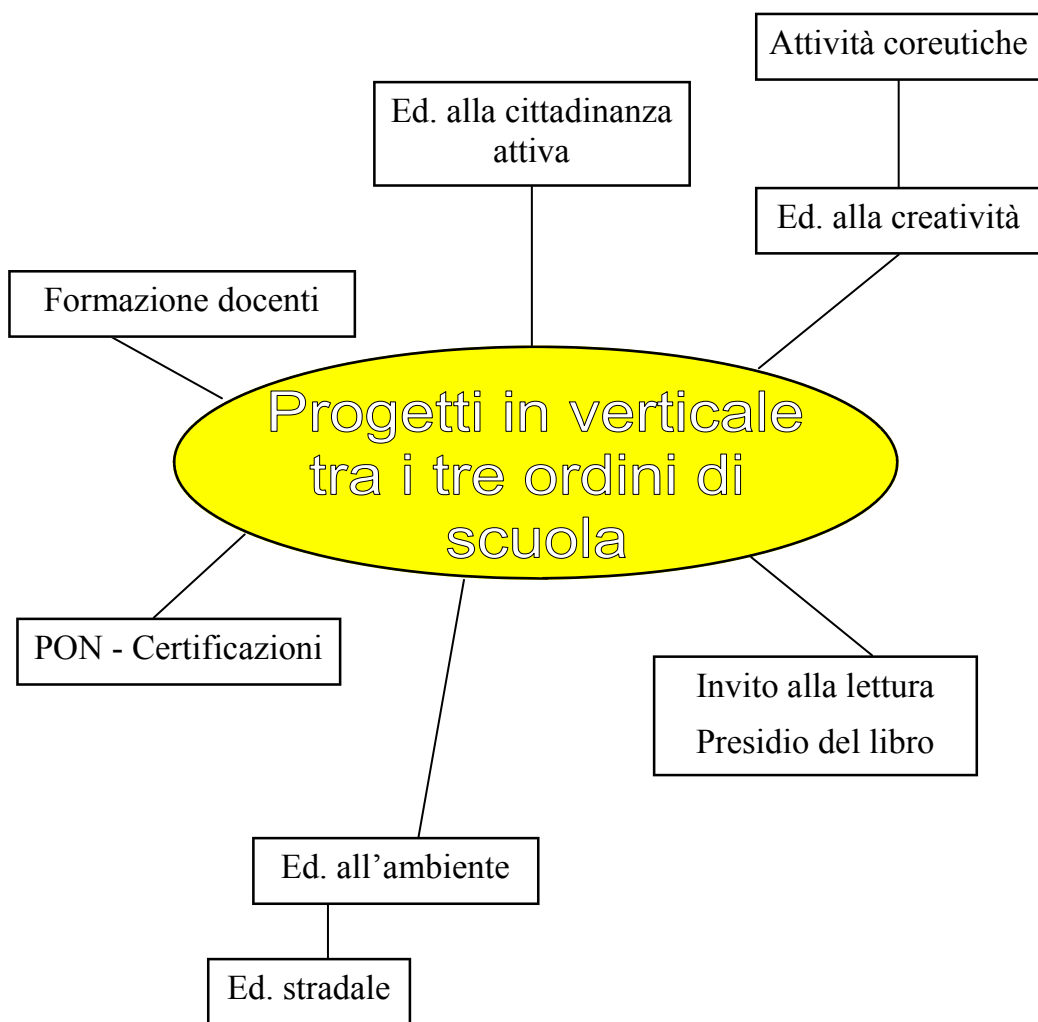 Attività coreutiche
Ed. alla cittadinanza
attiva
Ed. alla creatività
Formazione docenti
Progetti in verticale
tra i tre ordini di
scuola
PON - Certificazioni
Invito alla lettura
Presidio del libro
Ed. all’ambiente
Ed. stradale